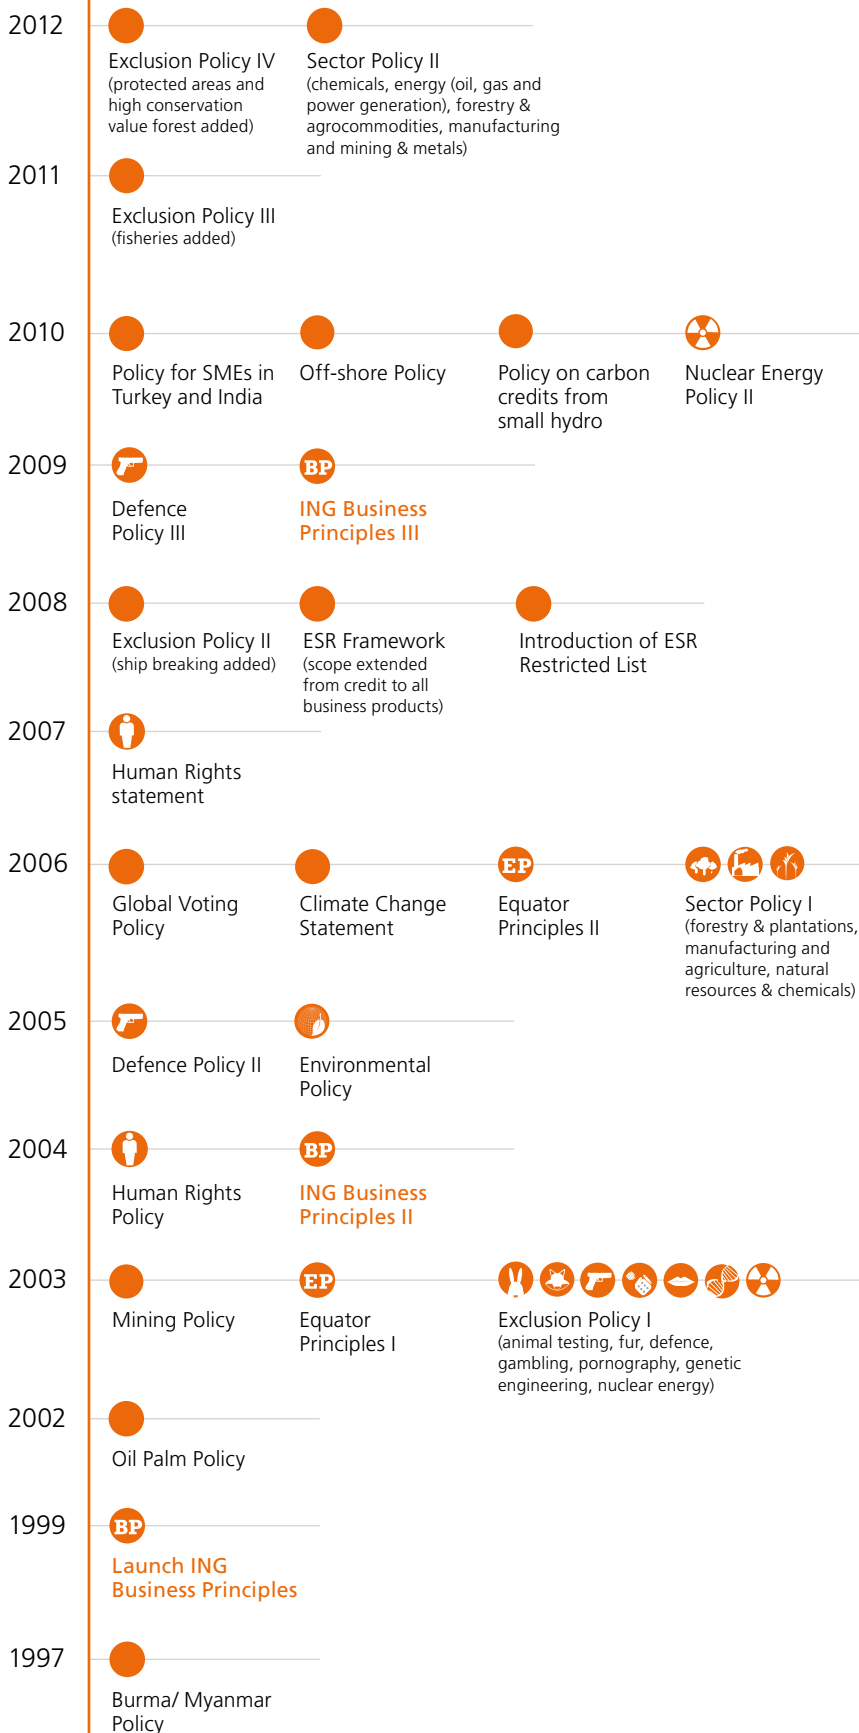 2012
Exclusion Policy IV
(protected areas and
high conservation
value forest added)
Sector Policy II
(chemicals, energy (oil, gas and
power generation), forestry &
agrocommodities, manufacturing
and mining & metals)
2011
Exclusion Policy III
(fisheries added)
2010
Policy for SMEs in
Turkey and India
Off-shore Policy
Policy on carbon
credits from
small hydro
Nuclear Energy
Policy II
2009
Defence
Policy III
BP
ING Business
Principles III
2008
Exclusion Policy II
(ship breaking added)
ESR Framework
(scope extended
from credit to all
business products)
Introduction of ESR
Restricted List
2007
Human Rights
statement
2006
Global Voting
Policy
Climate Change
Statement
EP
Equator
Principles II
Sector Policy I
(forestry & plantations,
manufacturing and
agriculture, natural
resources & chemicals)
2005
Defence Policy II
Environmental
Policy
2004
Human Rights
Policy
BP
ING Business
Principles II
2003
Mining Policy
EP
Equator
Principles I
Exclusion Policy I
(animal testing, fur, defence,
gambling, pornography, genetic
engineering, nuclear energy)
2002
Oil Palm Policy
1999
BP
Launch ING
Business Principles
1997
Burma/ Myanmar
Policy